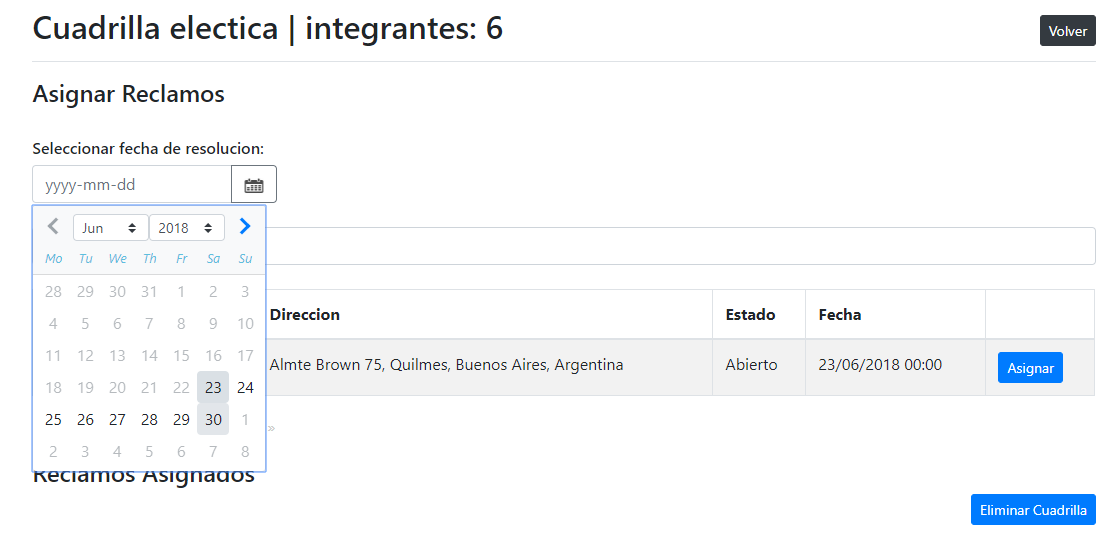 Cuadrilla electica | integrantes: 6
Volver
Asignar Reclamos
Seleccionar fecha de resolucion:
yyyy-mm-dd
Jun 2018
Mo Tu We Th Fr Sa Su
28 29 30 31 1 2 3
4 5 6 7 8 9 10
11 12 13 14 15 16 17
18 19 20 21 22 23 24
25 26 27 28 29 30 1
2 3 4 5 6 7 8
Direccion Estado Fecha
Almte Brown 75, Quilmes, Buenos Aires, Argentina Abierto 23/06/2018 00:00 Asignar
»
Reclamos Asignados
Eliminar Cuadrilla